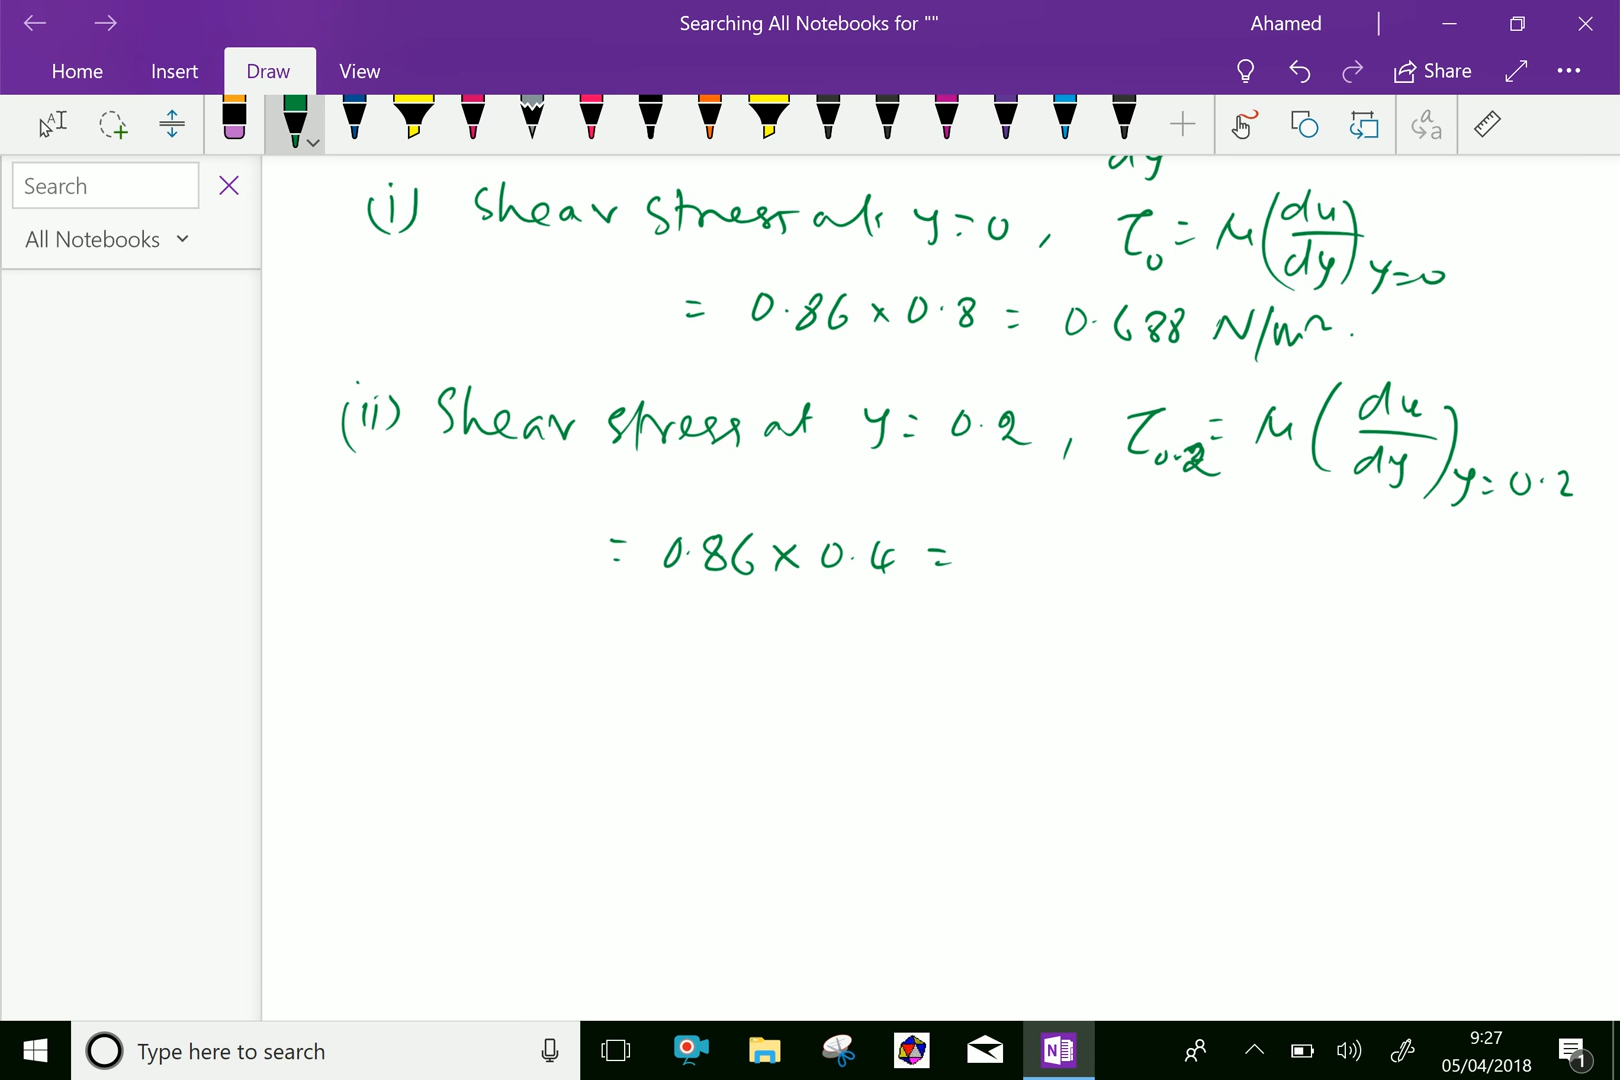 Searching All Notebooks for ""
Ahamed
Home Insert Draw View
Share
Search
All Notebooks
dy
(i) Shear stress at y=0, τ₀ = μ(du/dy)y=0
= 0.86 × 0.8 = 0.688 N/m².
(ii) Shear stress at y = 0.2, τ₀.₂ = μ(du/dy)y=0.2
= 0.86 × 0.4 =
Type here to search
9:27
05/04/2018
1